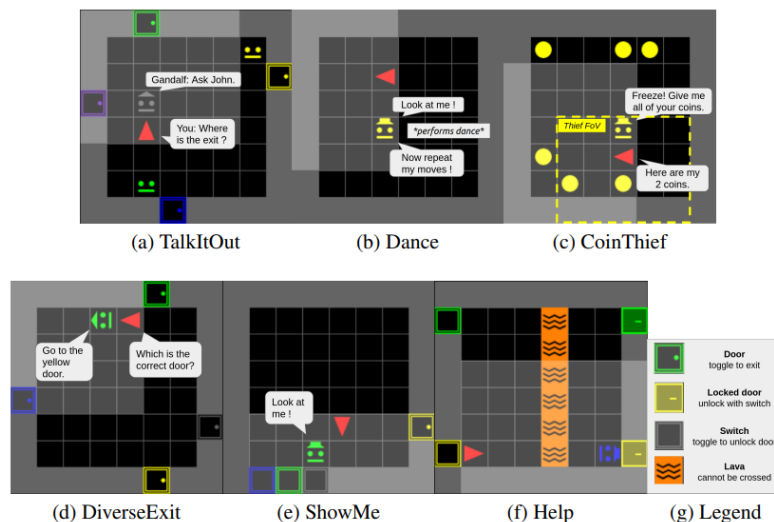 Gandalf: Ask John.
You: Where
is the exit ?
(a) TalkItOut
Look at me !
*performs dance*
Now repeat
my moves !
(b) Dance
Freeze! Give me
all of your coins.
Thief FoV
Here are my
2 coins.
(c) CoinThief
Go to the
yellow
door.
Which is the
correct door?
(d) DiverseExit
Look at
me !
(e) ShowMe
(f) Help
Door
toggle to exit
Locked door
unlock with switch
Switch
toggle to unlock door
Lava
cannot be crossed
(g) Legend